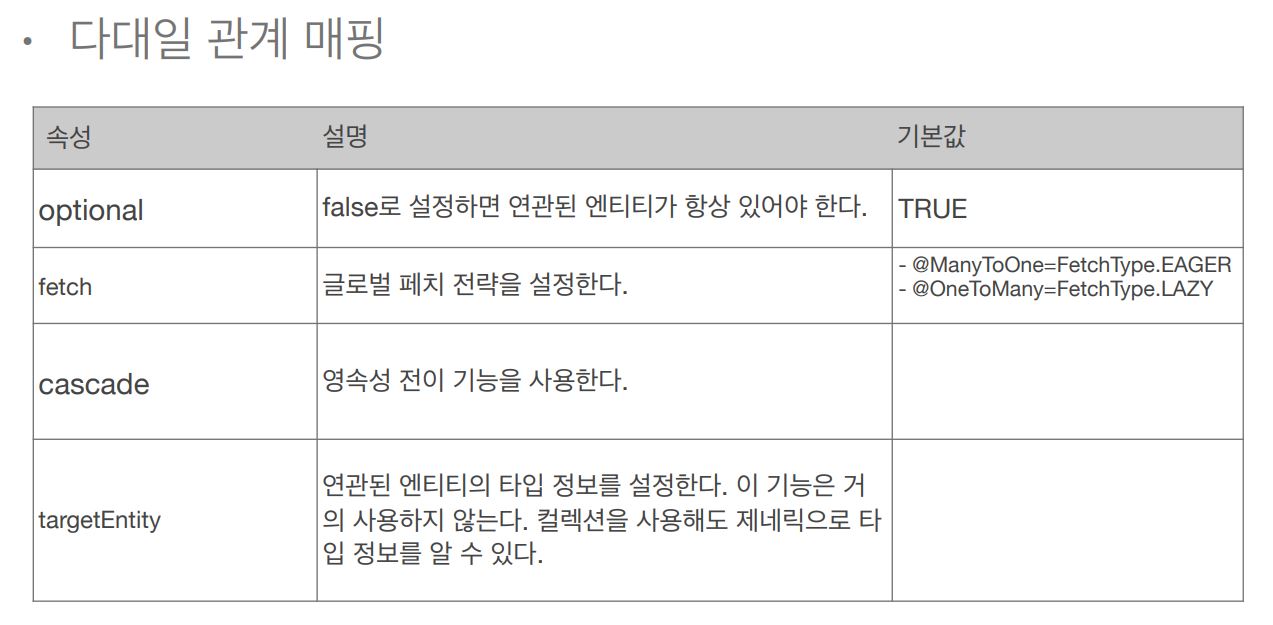 • 다대일 관계 매핑
속성 설명 기본값
optional false로 설정하면 연관된 엔티티가 항상 있어야 한다. TRUE
fetch 글로벌 페치 전략을 설정한다. - @ManyToOne=FetchType.EAGER
- @OneToMany=FetchType.LAZY
cascade 영속성 전이 기능을 사용한다.
targetEntity 연관된 엔티티의 타입 정보를 설정한다. 이 기능은 거
의 사용하지 않는다. 컬렉션을 사용해도 제네릭으로 타
입 정보를 알 수 있다.